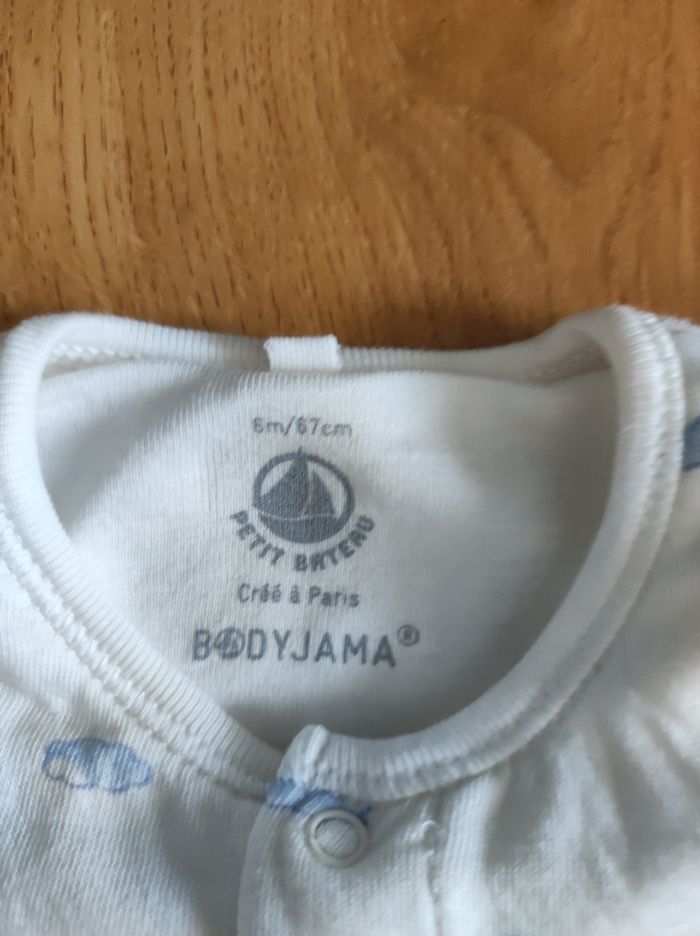 6m/67cm
PETIT BATEAU
Créé à Paris
BODYJAMA®